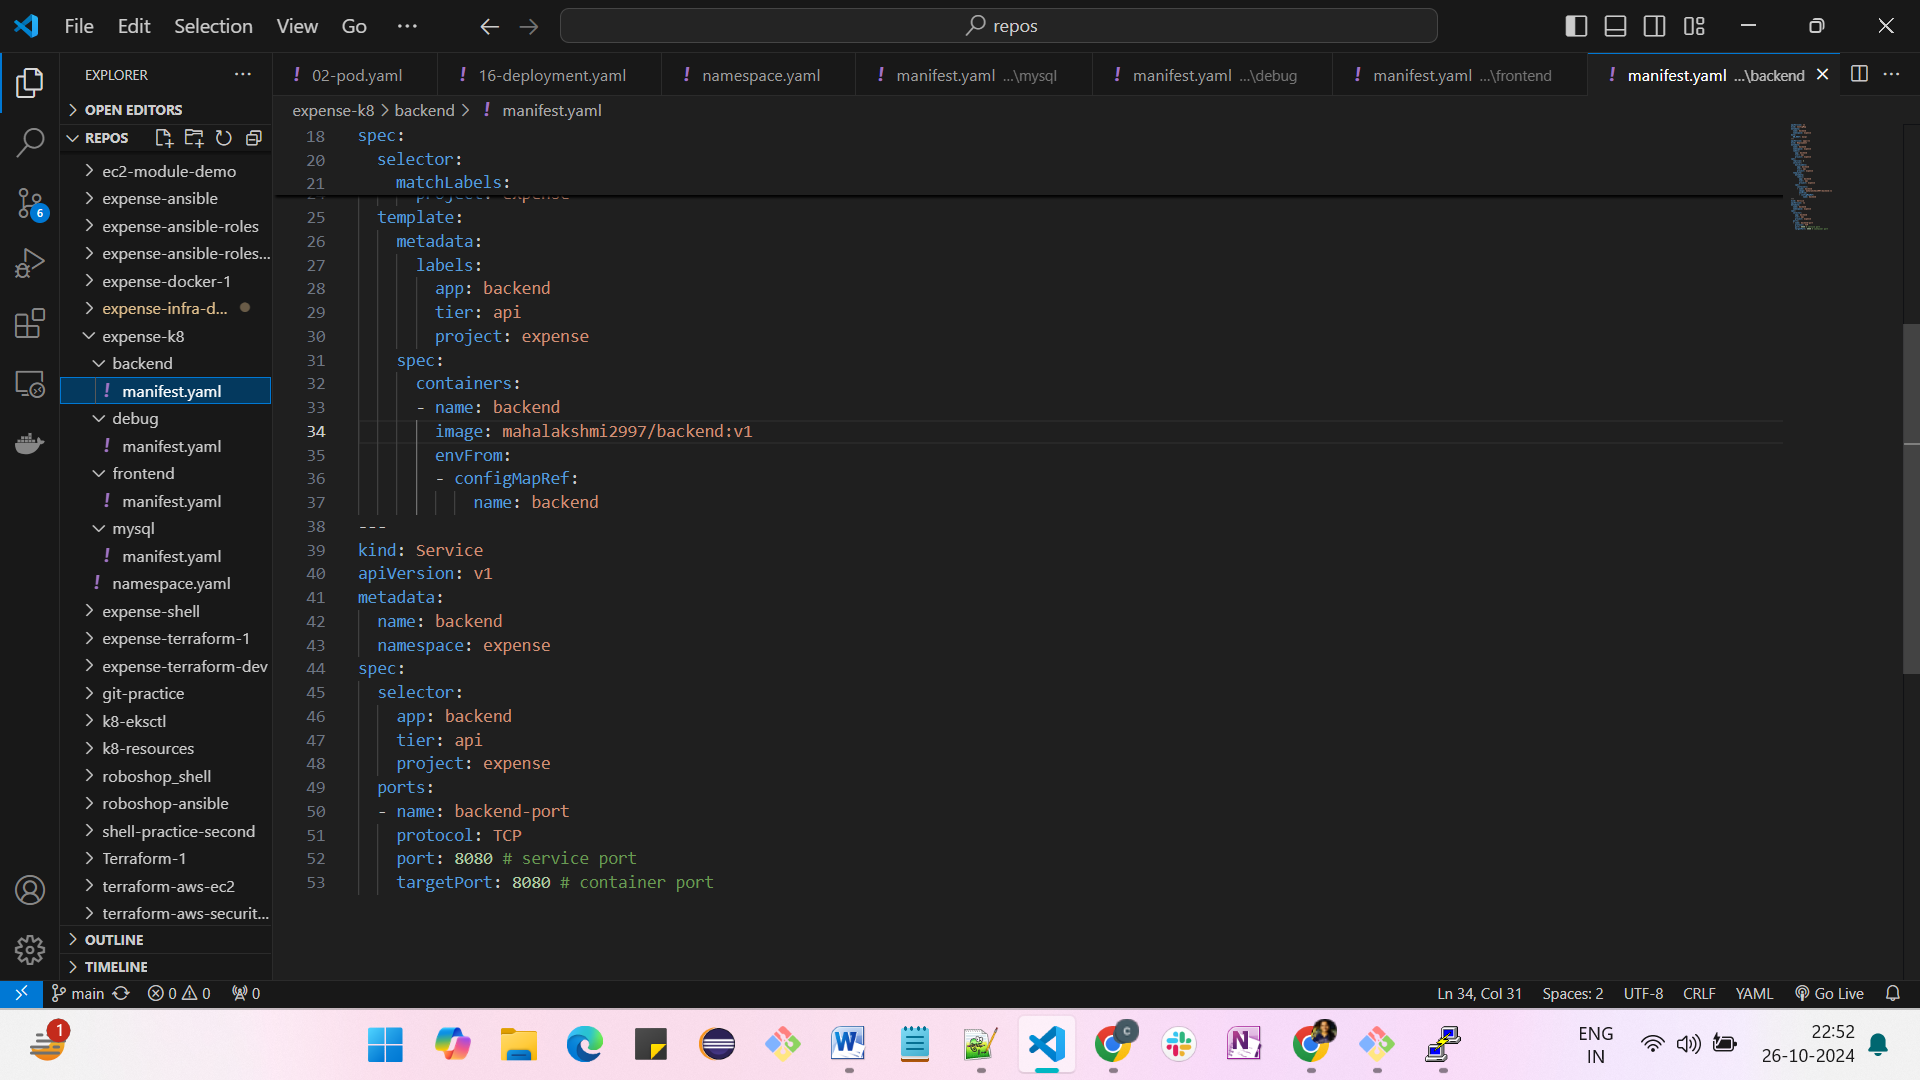 File Edit Selection View Go ···
repos
EXPLORER
OPEN EDITORS
REPOS
ec2-module-demo
expense-ansible
expense-ansible-roles
expense-ansible-roles...
expense-docker-1
expense-infra-d...
expense-k8
backend
! manifest.yaml
debug
! manifest.yaml
frontend
! manifest.yaml
mysql
! manifest.yaml
! namespace.yaml
expense-shell
expense-terraform-1
expense-terraform-dev
git-practice
k8-eksctl
k8-resources
roboshop_shell
roboshop-ansible
shell-practice-second
Terraform-1
terraform-aws-ec2
terraform-aws-securit...
OUTLINE
TIMELINE
6
! 02-pod.yaml ! 16-deployment.yaml ! namespace.yaml ! manifest.yaml ...\mysql ! manifest.yaml ...\debug ! manifest.yaml ...\frontend ! manifest.yaml ...\backend
expense-k8 > backend > ! manifest.yaml
18 spec:
20 selector:
21 matchLabels:
24 project: expense
25 template:
26 metadata:
27 labels:
28 app: backend
29 tier: api
30 project: expense
31 spec:
32 containers:
33 - name: backend
34 image: mahalakshmi2997/backend:v1
35 envFrom:
36 - configMapRef:
37 name: backend
38 ---
39 kind: Service
40 apiVersion: v1
41 metadata:
42 name: backend
43 namespace: expense
44 spec:
45 selector:
46 app: backend
47 tier: api
48 project: expense
49 ports:
50 - name: backend-port
51 protocol: TCP
52 port: 8080 # service port
53 targetPort: 8080 # container port
main 0 0 0 Ln 34, Col 31 Spaces: 2 UTF-8 CRLF YAML Go Live
1
W
C
N
ENG
IN
22:52
26-10-2024